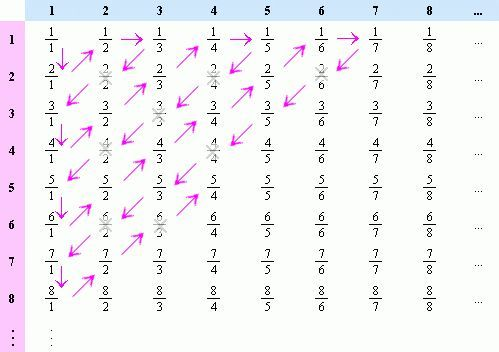 1 2 3 4 5 6 7 8 ...
1 1/1 1/2 1/3 1/4 1/5 1/6 1/7 1/8 ...
2 2/1 2/2 2/3 2/4 2/5 2/6 2/7 2/8 ...
3 3/1 3/2 3/3 3/4 3/5 3/6 3/7 3/8 ...
4 4/1 4/2 4/3 4/4 4/5 4/6 4/7 4/8 ...
5 5/1 5/2 5/3 5/4 5/5 5/6 5/7 5/8 ...
6 6/1 6/2 6/3 6/4 6/5 6/6 6/7 6/8 ...
7 7/1 7/2 7/3 7/4 7/5 7/6 7/7 7/8 ...
8 8/1 8/2 8/3 8/4 8/5 8/6 8/7 8/8 ...
⋮ ⋮